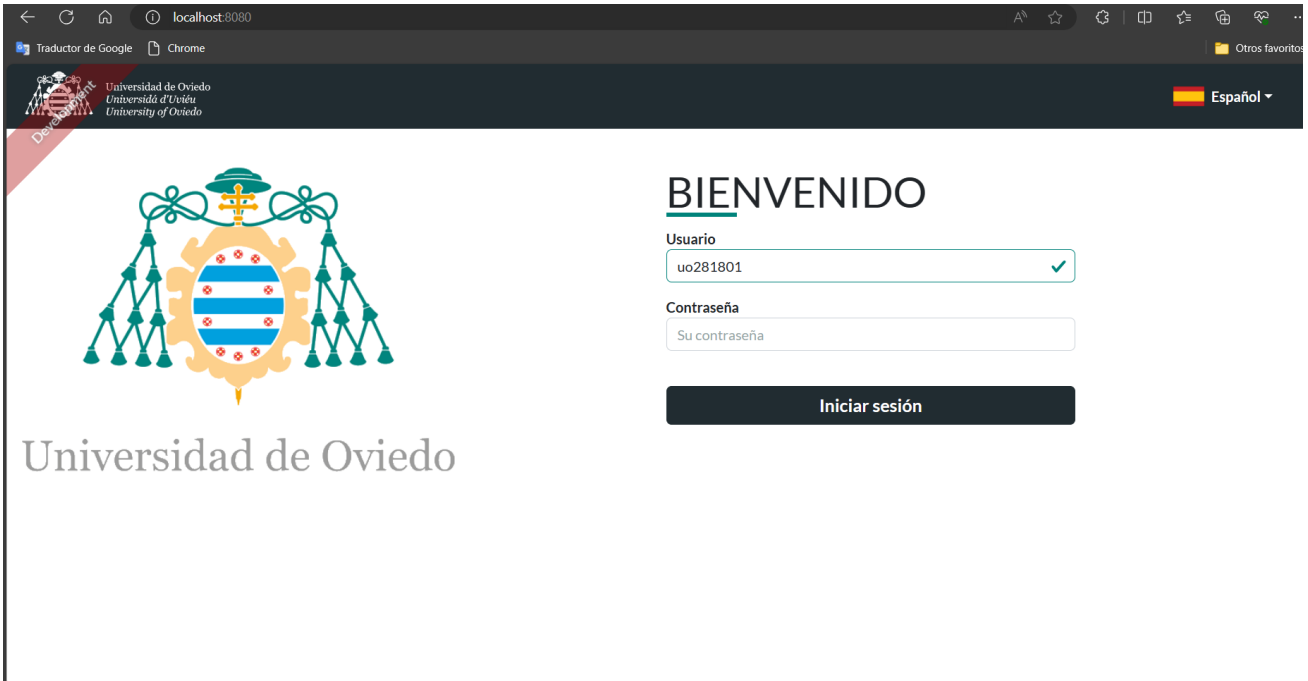 localhost:8080
Traductor de Google
Chrome
Otros favoritos
Universidad de Oviedo
Universidá d'Uviéu
University of Oviedo
Development
Español
BIENVENIDO
Usuario
uo281801
Contraseña
Su contraseña
Iniciar sesión
Universidad de Oviedo